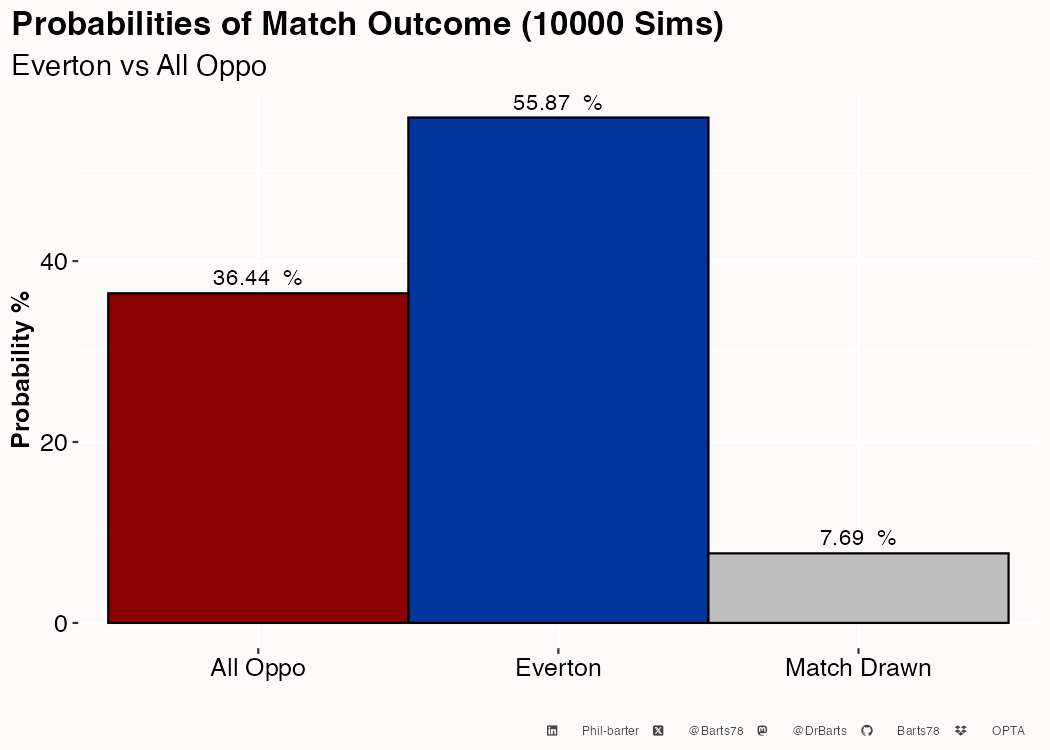 Probabilities of Match Outcome (10000 Sims)
Everton vs All Oppo
55.87 %
36.44 %
7.69 %
Probability %
40
20
0
All Oppo Everton Match Drawn
Phil-barter @Barts78 @DrBarts Barts78 OPTA